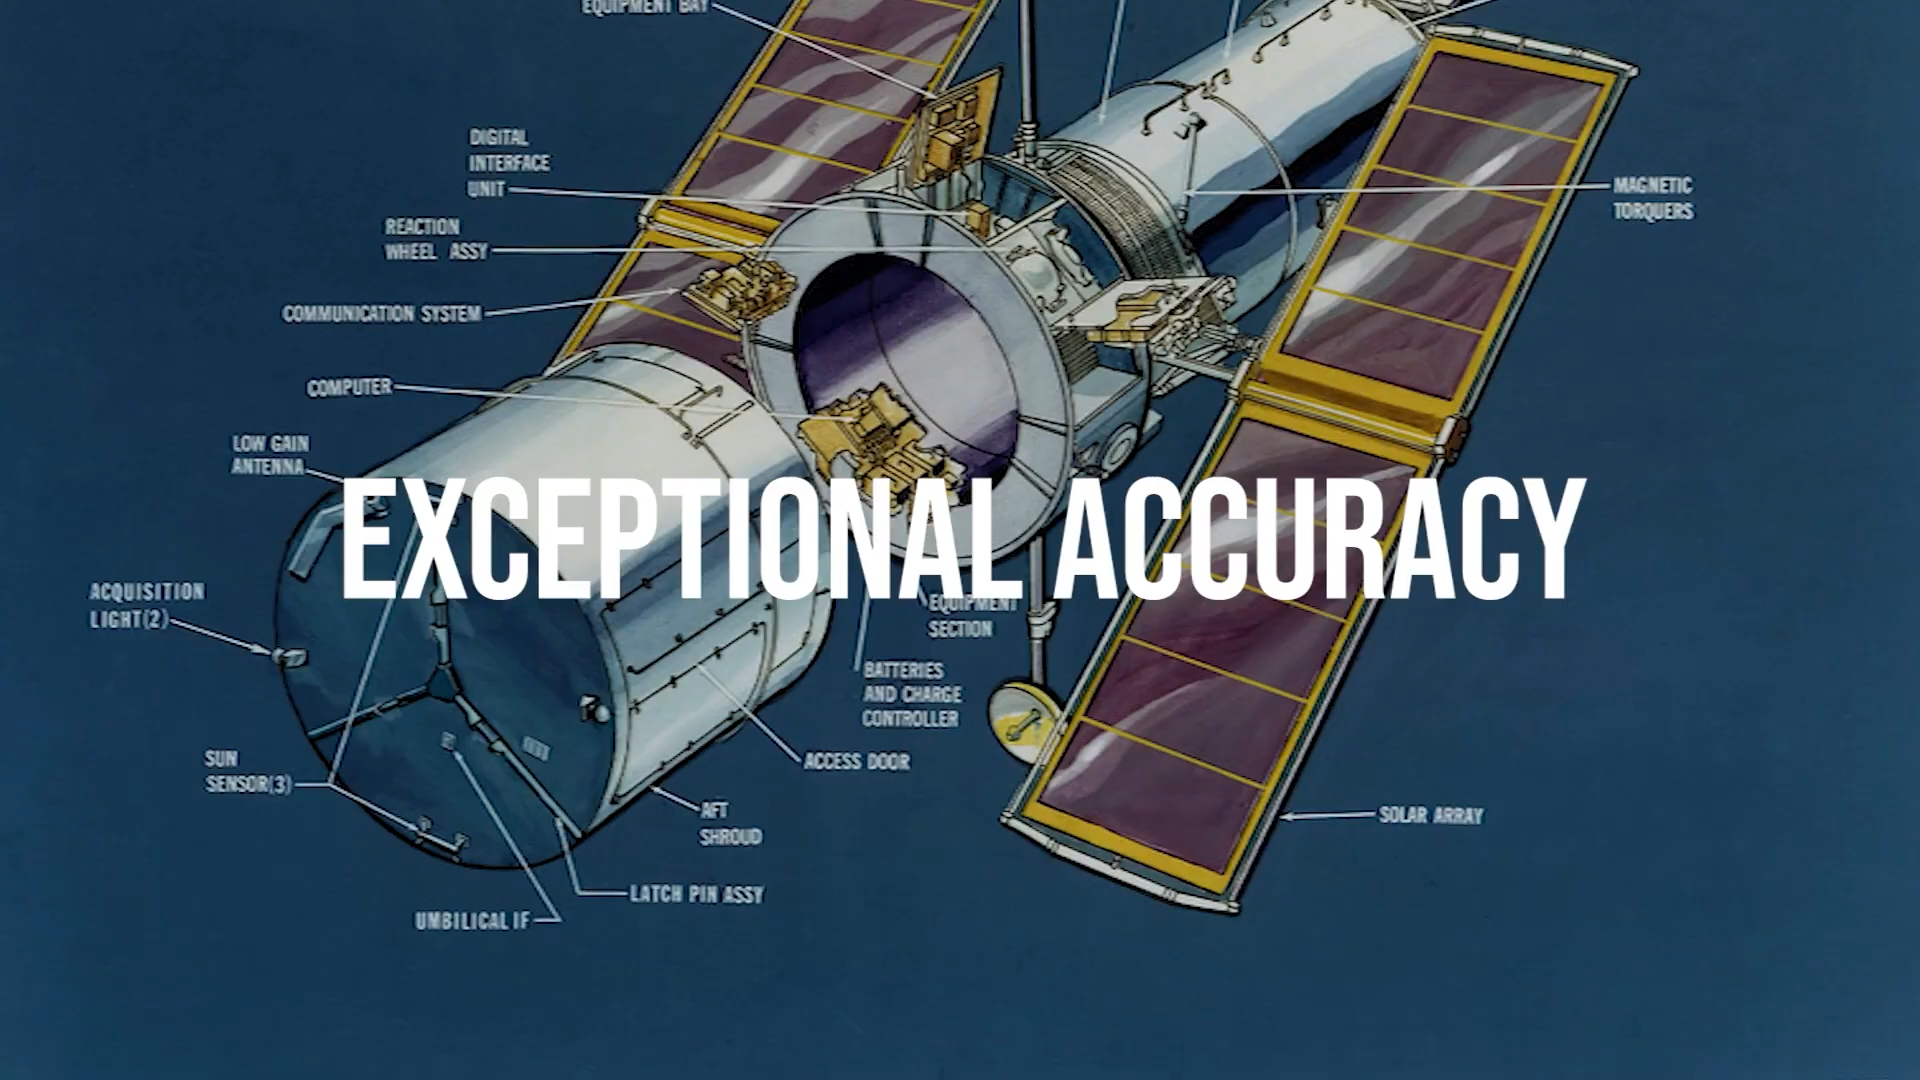 EQUIPMENT BAY
DIGITAL
INTERFACE
UNIT
MAGNETIC
TORQUERS
REACTION
WHEEL ASSY
COMMUNICATION SYSTEM
COMPUTER
LOW GAIN
ANTENNA
EXCEPTIONAL ACCURACY
ACQUISITION
LIGHT(2)
EQUIPMENT
SECTION
BATTERIES
AND CHARGE
CONTROLLER
SUN
SENSOR(3)
ACCESS DOOR
AFT
SHROUD
SOLAR ARRAY
LATCH PIN ASSY
UMBILICAL IF